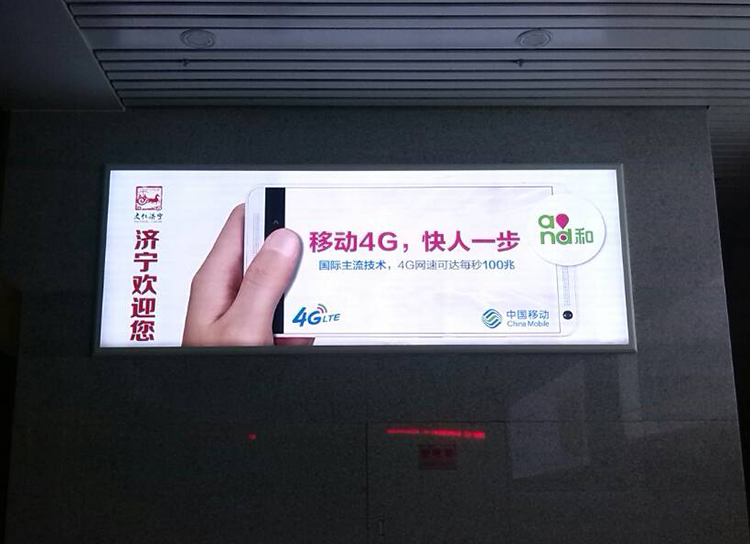 文化济宁
济宁欢迎您
移动4G，快人一步
国际主流技术，4G网速可达每秒100兆
and和
4G LTE
中国移动
China Mobile